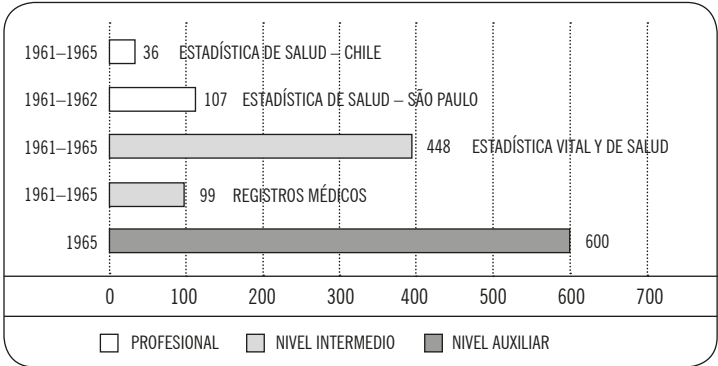 1961–1965 36 ESTADÍSTICA DE SALUD – CHILE
1961–1962 107 ESTADÍSTICA DE SALUD – SÃO PAULO
1961–1965 448 ESTADÍSTICA VITAL Y DE SALUD
1961–1965 99 REGISTROS MÉDICOS
1965 600
0 100 200 300 400 500 600 700
PROFESIONAL NIVEL INTERMEDIO NIVEL AUXILIAR